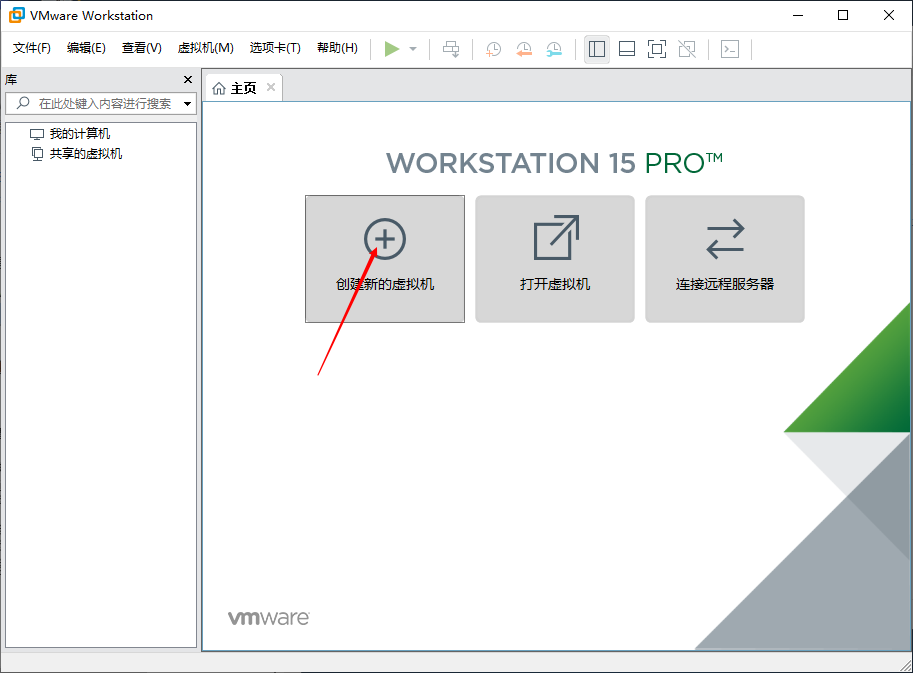 VMware Workstation
文件(F) 编辑(E) 查看(V) 虚拟机(M) 选项卡(T) 帮助(H)
库
在此处键入内容进行搜索
我的计算机
共享的虚拟机
主页
WORKSTATION 15 PRO™
创建新的虚拟机
打开虚拟机
连接远程服务器
vmware